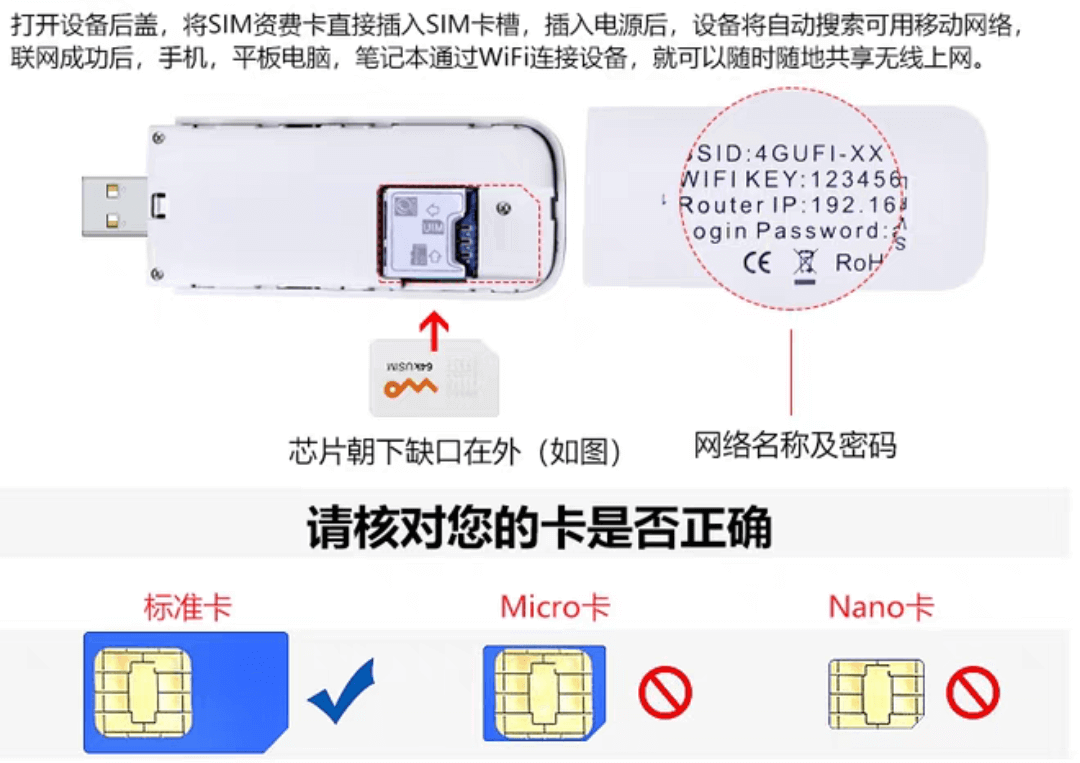 打开设备后盖，将SIM资费卡直接插入SIM卡槽，插入电源后，设备将自动搜索可用移动网络，
联网成功后，手机，平板电脑，笔记本通过WiFi连接设备，就可以随时随地共享无线上网。
UIM
SSID:4GUFI-XX
WIFI KEY:123456
Router IP:192.168
Login Password:a
CE RoH
64kUSIM
芯片朝下缺口在外（如图）
网络名称及密码
请核对您的卡是否正确
标准卡
Micro卡
Nano卡